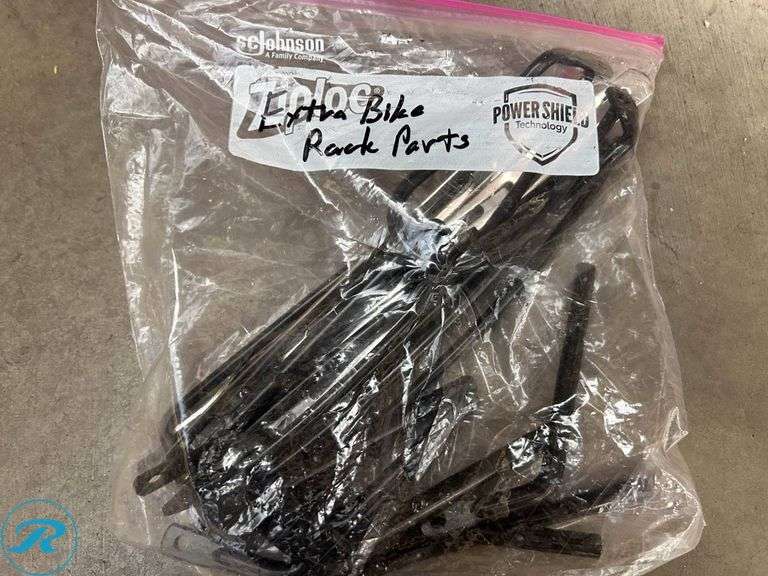 scJohnson
A Family Company
Ziploc®
Extra Bike
Rack Parts
POWER SHIELD
Technology
R